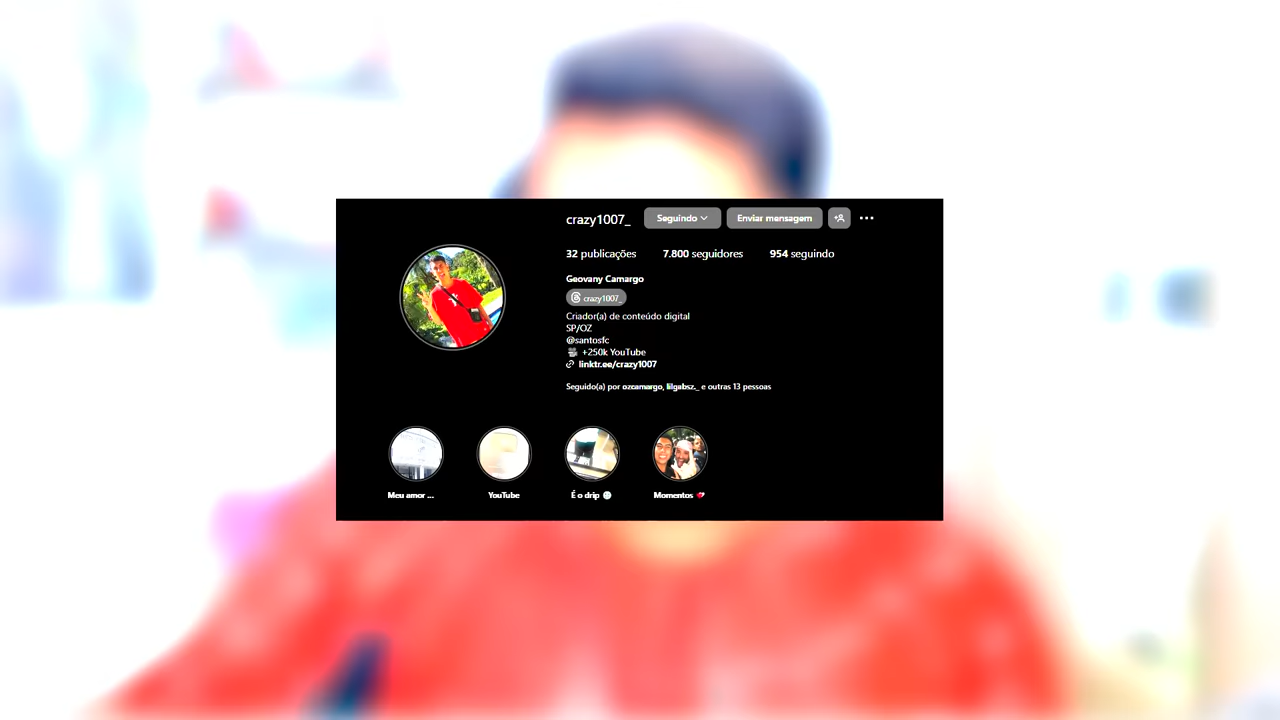 crazy1007_ Seguindo Enviar mensagem
32 publicações 7.800 seguidores 954 seguindo
Geovany Camargo
crazy1007_
Criador(a) de conteúdo digital
SP/OZ
@santosfc
+250k YouTube
linktr.ee/crazy1007
Seguido(a) por ozcamargo, lilgabsz._ e outras 13 pessoas
Meu amor ... YouTube É o drip Momentos